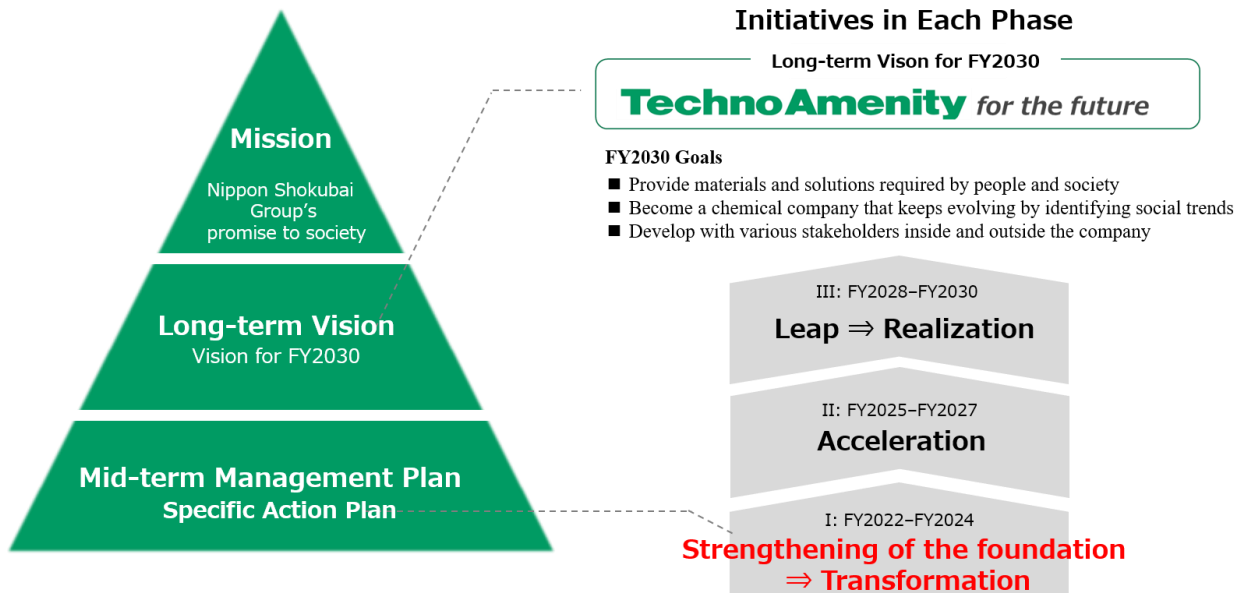 Mission
Nippon Shokubai
Group's
promise to society
Long-term Vision
Vision for FY2030
Mid-term Management Plan
Specific Action Plan
Initiatives in Each Phase
Long-term Vison for FY2030
TechnoAmenity for the future
FY2030 Goals
■ Provide materials and solutions required by people and society
■ Become a chemical company that keeps evolving by identifying social trends
■ Develop with various stakeholders inside and outside the company
III: FY2028–FY2030
Leap ⇒ Realization
II: FY2025–FY2027
Acceleration
I: FY2022–FY2024
Strengthening of the foundation
⇒ Transformation